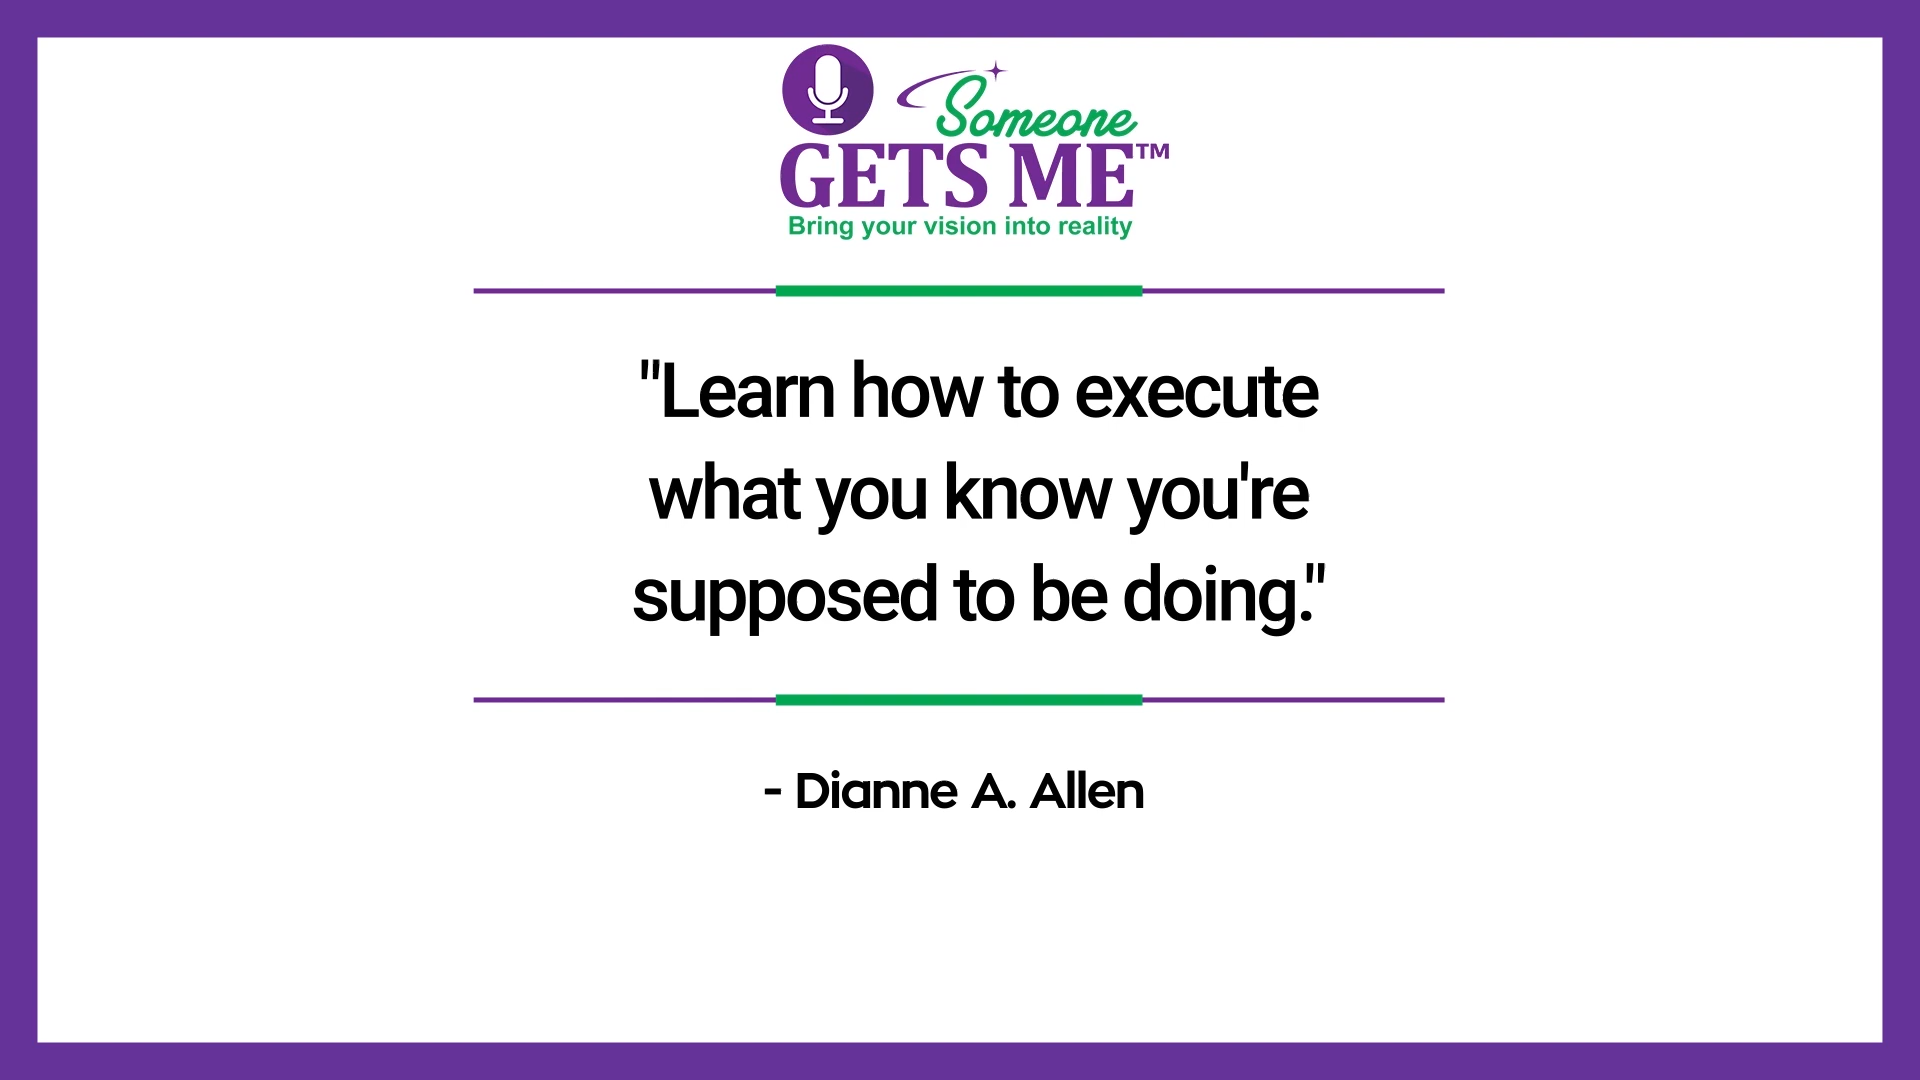 Someone
GETS ME™
Bring your vision into reality
"Learn how to execute
what you know you're
supposed to be doing."
- Dianne A. Allen